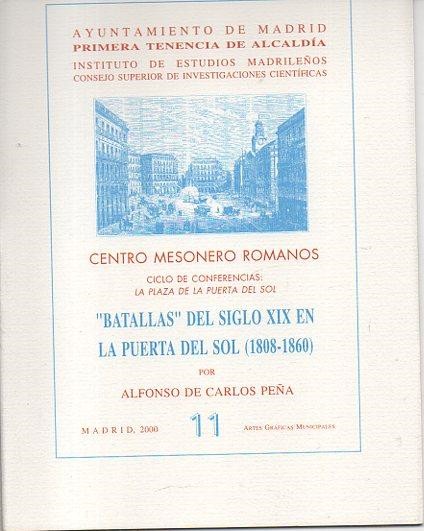 AYUNTAMIENTO DE MADRID
PRIMERA TENENCIA DE ALCALDÍA
INSTITUTO DE ESTUDIOS MADRILEÑOS
CONSEJO SUPERIOR DE INVESTIGACIONES CIENTÍFICAS
CENTRO MESONERO ROMANOS
CICLO DE CONFERENCIAS:
LA PLAZA DE LA PUERTA DEL SOL
"BATALLAS" DEL SIGLO XIX EN
LA PUERTA DEL SOL (1808-1860)
POR
ALFONSO DE CARLOS PEÑA
MADRID, 2000 11 ARTES GRÁFICAS MUNICIPALES